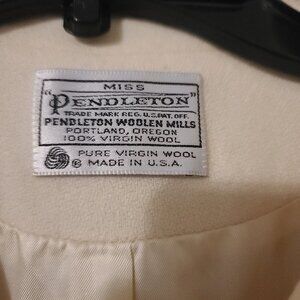 MISS
"PENDLETON"
TRADE MARK REG. U.S. PAT. OFF.
PENDLETON WOOLEN MILLS
PORTLAND, OREGON
100% VIRGIN WOOL
PURE VIRGIN WOOL
® MADE IN U.S.A.